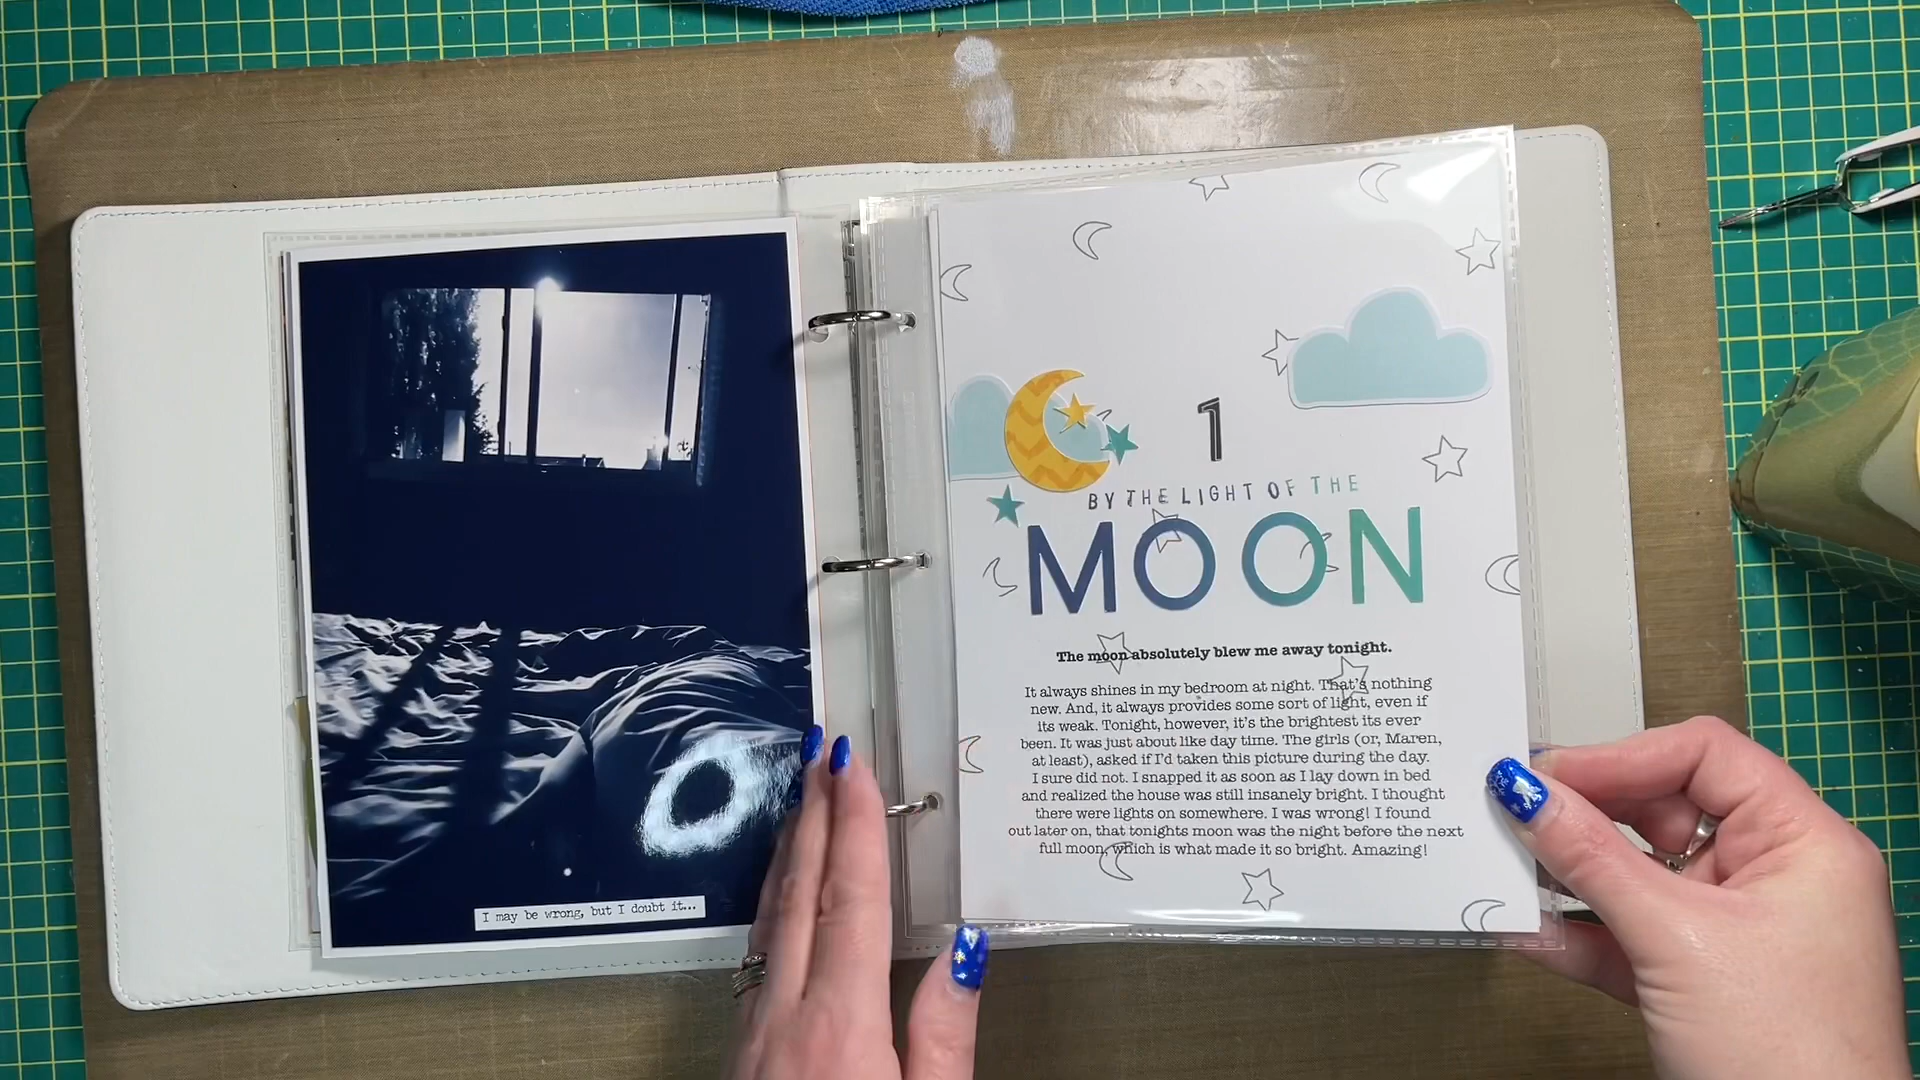 I may be wrong, but I doubt it...
1
BY THE LIGHT OF THE
MOON
The moon absolutely blew me away tonight.
It always shines in my bedroom at night. That's nothing
new. And, it always provides some sort of light, even if
its weak. Tonight, however, it's the brightest its ever
been. It was just about like day time. The girls (or, Maren,
at least), asked if I'd taken this picture during the day.
I sure did not. I snapped it as soon as I lay down in bed
and realized the house was still insanely bright. I thought
there were lights on somewhere. I was wrong! I found
out later on, that tonights moon was the night before the next
full moon, which is what made it so bright. Amazing!